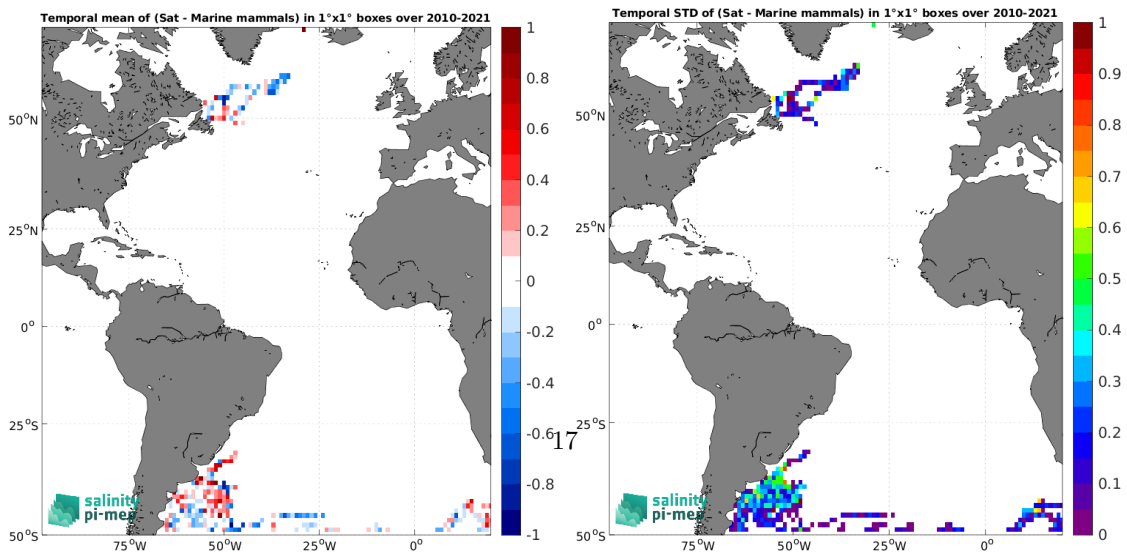 Temporal mean of (Sat - Marine mammals) in 1°x1° boxes over 2010-2021
50°N
25°N
0°
25°S
50°S
75°W
50°W
25°W
0°
1
0.8
0.6
0.4
0.2
0
-0.2
-0.4
-0.6
-0.8
-1
salinity
pi-mep
17
Temporal STD of (Sat - Marine mammals) in 1°x1° boxes over 2010-2021
50°N
25°N
0°
25°S
50°S
75°W
50°W
25°W
0°
1
0.9
0.8
0.7
0.6
0.5
0.4
0.3
0.2
0.1
0
salinity
pi-mep